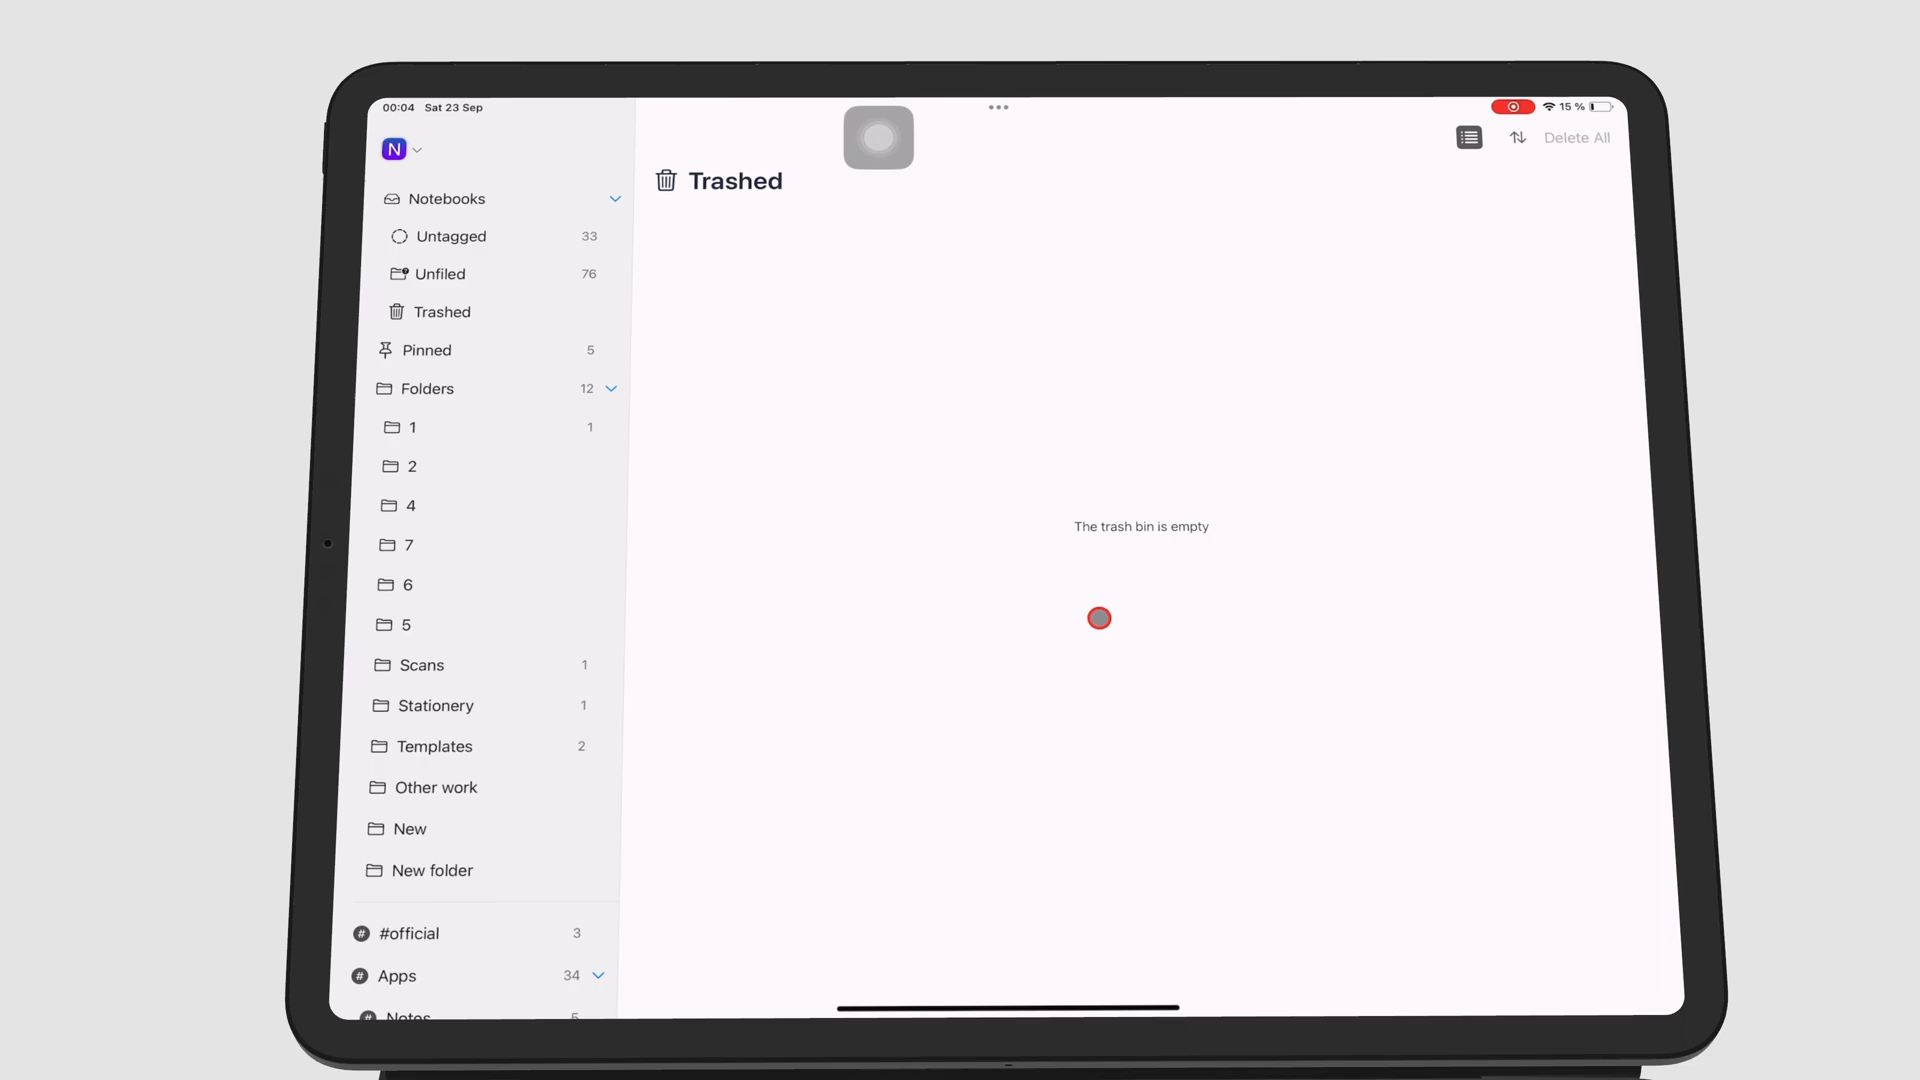 00:04 Sat 23 Sep
15 %
N
Delete All
Trashed
Notebooks
Untagged 33
Unfiled 76
Trashed
Pinned 5
Folders 12
1 1
2
4
7
6
5
Scans 1
Stationery 1
Templates 2
Other work
New
New folder
# #official 3
# Apps 34
# Notes 5
The trash bin is empty